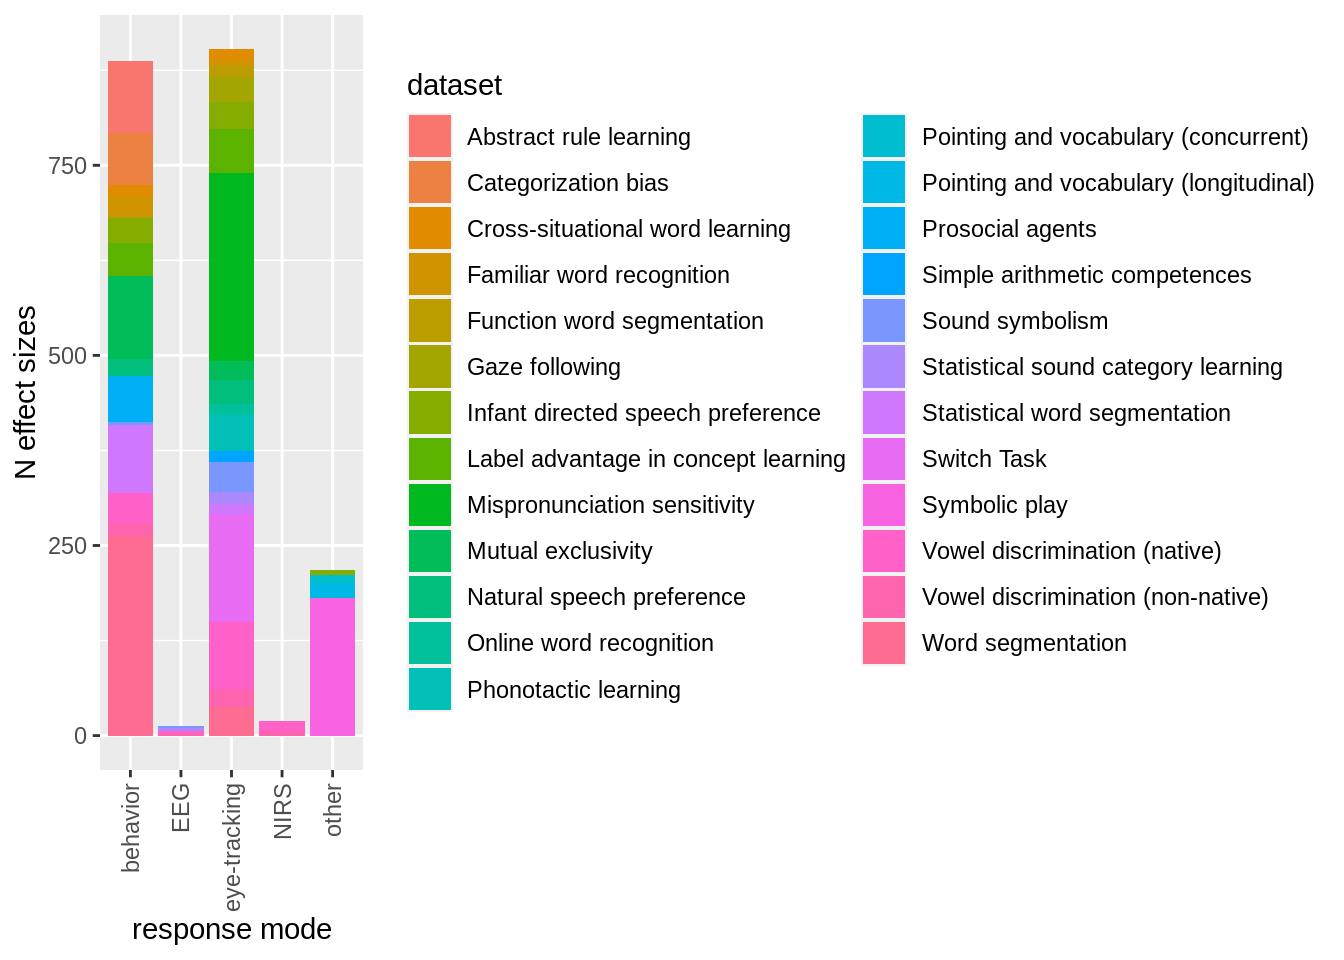 N effect sizes
750
500
250
0
behavior
EEG
eye-tracking
NIRS
other
response mode
dataset
Abstract rule learning
Categorization bias
Cross-situational word learning
Familiar word recognition
Function word segmentation
Gaze following
Infant directed speech preference
Label advantage in concept learning
Mispronunciation sensitivity
Mutual exclusivity
Natural speech preference
Online word recognition
Phonotactic learning
Pointing and vocabulary (concurrent)
Pointing and vocabulary (longitudinal)
Prosocial agents
Simple arithmetic competences
Sound symbolism
Statistical sound category learning
Statistical word segmentation
Switch Task
Symbolic play
Vowel discrimination (native)
Vowel discrimination (non-native)
Word segmentation